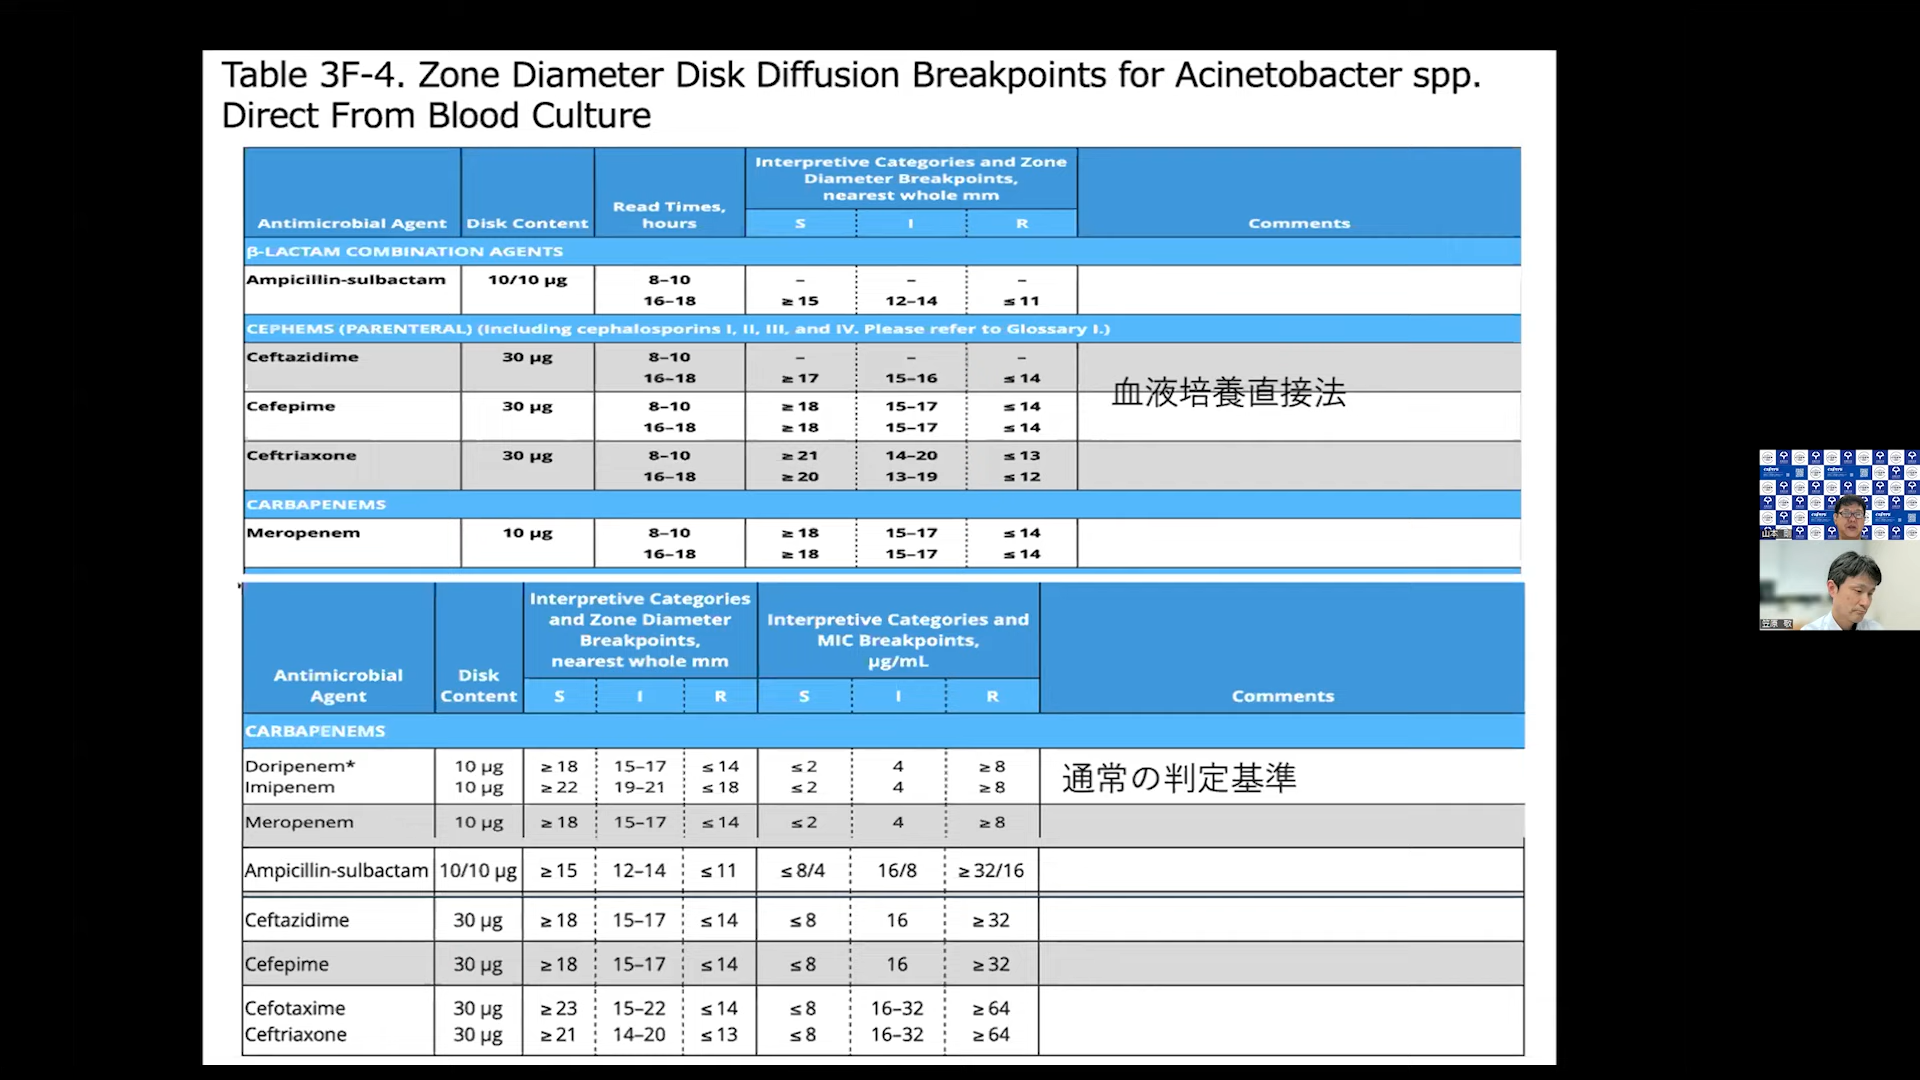 Table 3F-4. Zone Diameter Disk Diffusion Breakpoints for Acinetobacter spp.
Direct From Blood Culture
Antimicrobial Agent Disk Content Read Times, hours Interpretive Categories and Zone Diameter Breakpoints, nearest whole mm Comments
S I R
β-LACTAM COMBINATION AGENTS
Ampicillin-sulbactam 10/10 µg 8–10 – – –
16–18 ≥ 15 12–14 ≤ 11
CEPHEMS (PARENTERAL) (Including cephalosporins I, II, III, and IV. Please refer to Glossary I.)
Ceftazidime 30 µg 8–10 – – –
16–18 ≥ 17 15–16 ≤ 14
血液培養直接法
Cefepime 30 µg 8–10 ≥ 18 15–17 ≤ 14
16–18 ≥ 18 15–17 ≤ 14
Ceftriaxone 30 µg 8–10 ≥ 21 14–20 ≤ 13
16–18 ≥ 20 13–19 ≤ 12
CARBAPENEMS
Meropenem 10 µg 8–10 ≥ 18 15–17 ≤ 14
16–18 ≥ 18 15–17 ≤ 14
Antimicrobial Agent Disk Content Interpretive Categories and Zone Diameter Breakpoints, nearest whole mm Interpretive Categories and MIC Breakpoints, µg/mL Comments
S I R S I R
CARBAPENEMS
Doripenem* 10 µg ≥ 18 15–17 ≤ 14 ≤ 2 4 ≥ 8
Imipenem 10 µg ≥ 22 19–21 ≤ 18 ≤ 2 4 ≥ 8
通常の判定基準
Meropenem 10 µg ≥ 18 15–17 ≤ 14 ≤ 2 4 ≥ 8
Ampicillin-sulbactam 10/10 µg ≥ 15 12–14 ≤ 11 ≤ 8/4 16/8 ≥ 32/16
Ceftazidime 30 µg ≥ 18 15–17 ≤ 14 ≤ 8 16 ≥ 32
Cefepime 30 µg ≥ 18 15–17 ≤ 14 ≤ 8 16 ≥ 32
Cefotaxime 30 µg ≥ 23 15–22 ≤ 14 ≤ 8 16–32 ≥ 64
Ceftriaxone 30 µg ≥ 21 14–20 ≤ 13 ≤ 8 16–32 ≥ 64
山本 剛
笠原 敬